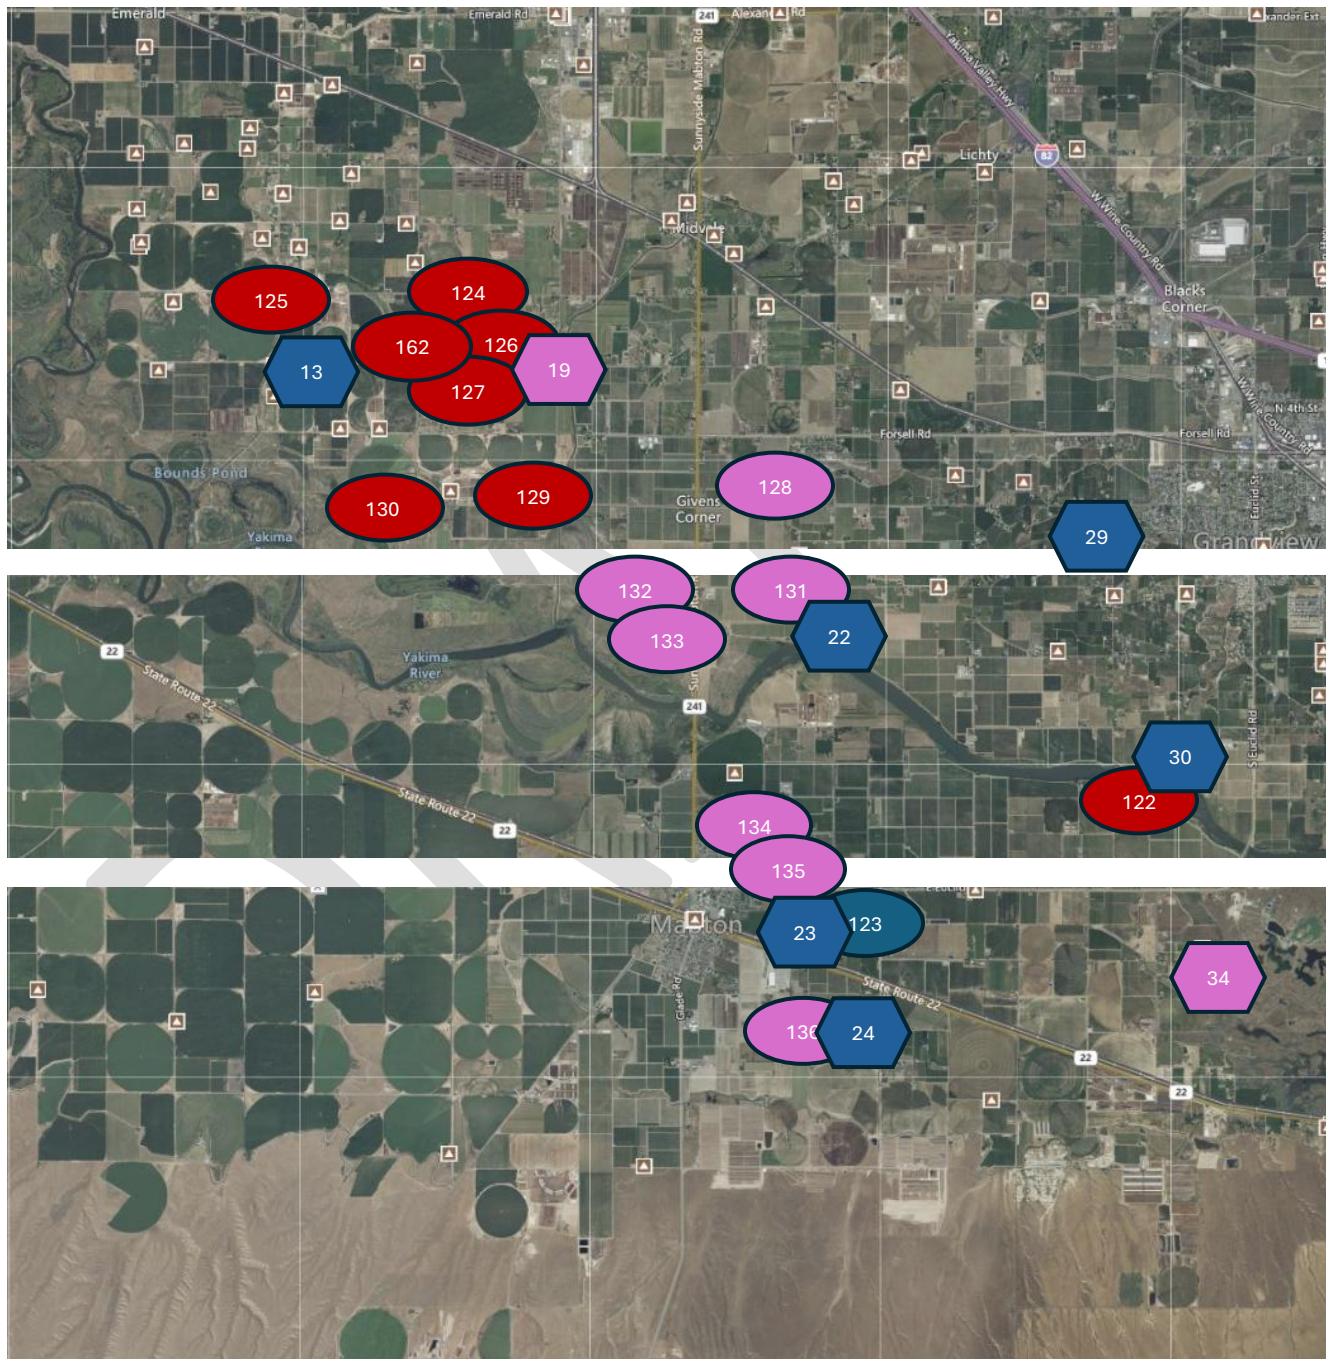 Emerald
Emerald Rd
241
Yakima Valley Hwy
Sunnyside Mabton Rd
Lichty
82
Midvale
W Wine Country Rd
Blacks
Corner
125
124
162
126
13
127
19
W Wine Country Rd
N 4th St
Forsell Rd
Forsell Rd
Bounds Pond
128
129
130
Givens
Corner
Euclid St
Yakima
29
Grandview
132
131
133
22
22
Yakima
River
State Route 22
241
S Euclid Rd
30
122
State Route 22
22
134
135
E Euclid
Mabton
23
123
34
State Route 22
Glade Rd
136
24
22
22